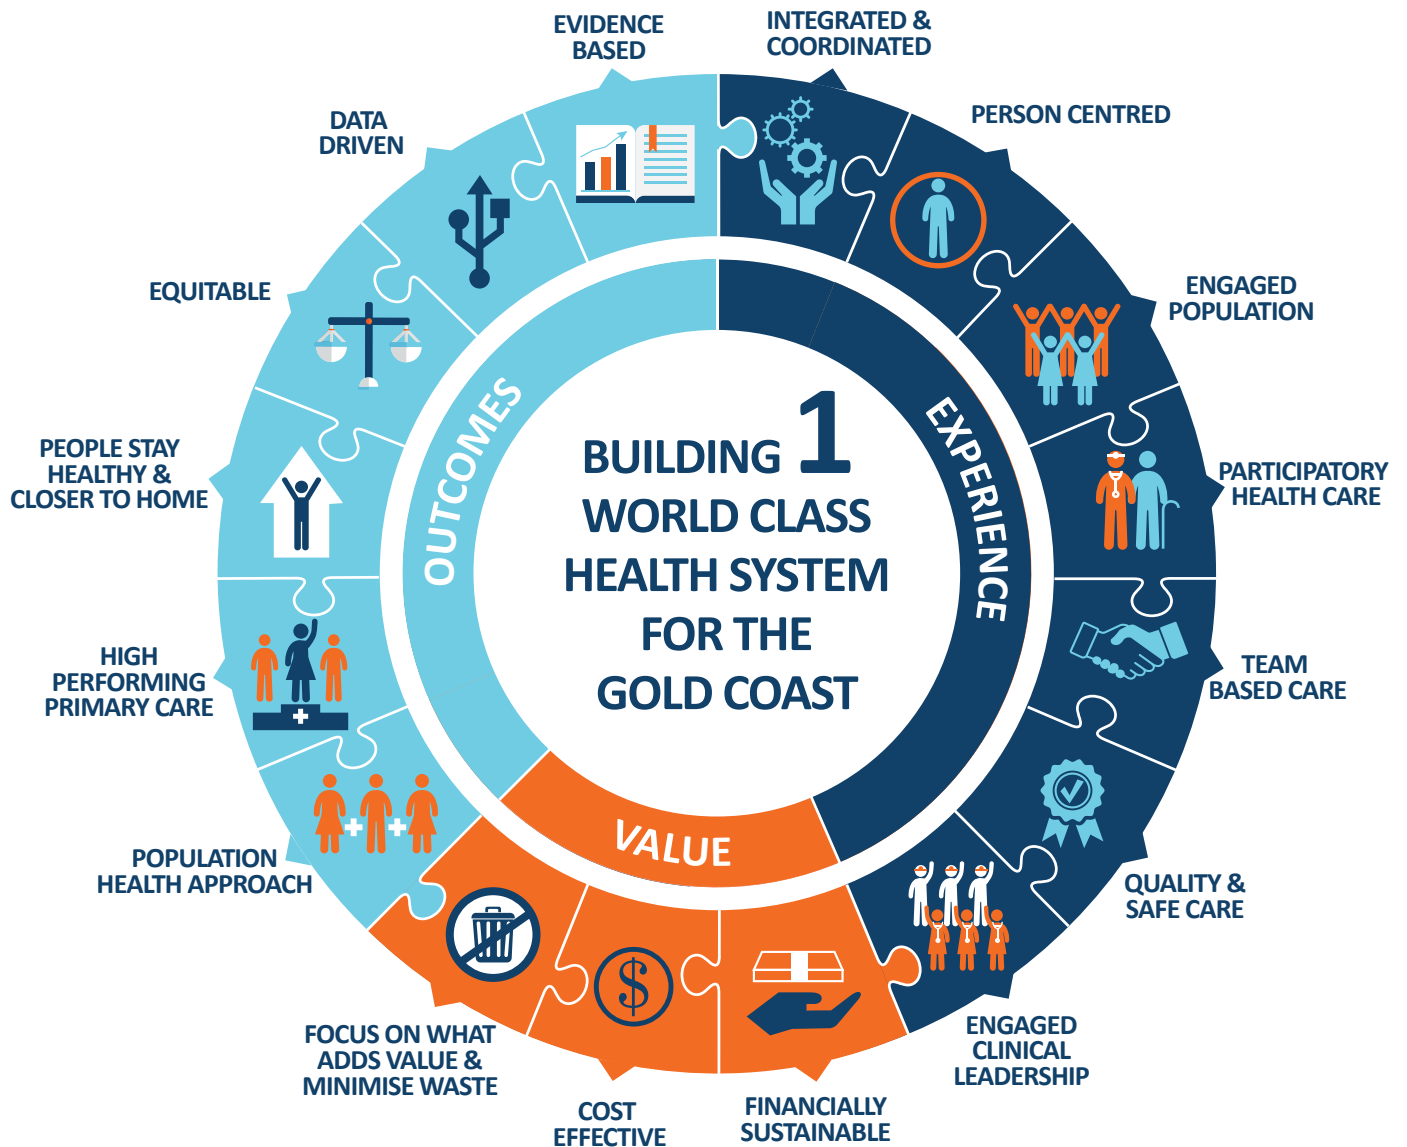 EVIDENCE
BASED
INTEGRATED &
COORDINATED
PERSON CENTRED
ENGAGED
POPULATION
PARTICIPATORY
HEALTH CARE
TEAM
BASED CARE
QUALITY &
SAFE CARE
ENGAGED
CLINICAL
LEADERSHIP
FINANCIALLY
SUSTAINABLE
COST
EFFECTIVE
FOCUS ON WHAT
ADDS VALUE &
MINIMISE WASTE
POPULATION
HEALTH APPROACH
HIGH
PERFORMING
PRIMARY CARE
PEOPLE STAY
HEALTHY &
CLOSER TO HOME
EQUITABLE
DATA
DRIVEN
OUTCOMES
EXPERIENCE
VALUE
BUILDING 1
WORLD CLASS
HEALTH SYSTEM
FOR THE
GOLD COAST
$